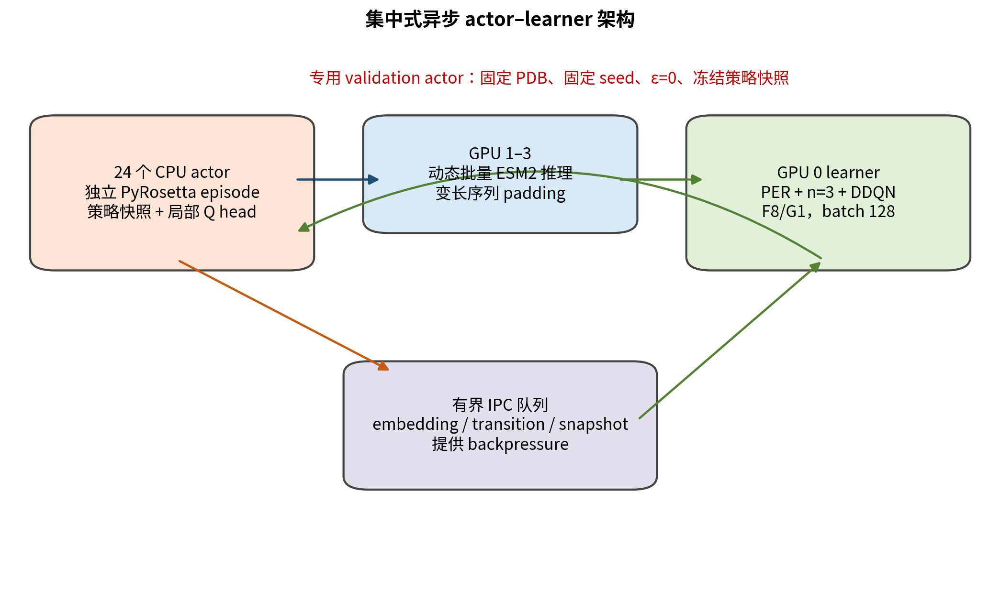 集中式异步 actor–learner 架构
专用 validation actor：固定 PDB、固定 seed、ε=0、冻结策略快照
24 个 CPU actor
独立 PyRosetta episode
策略快照 + 局部 Q head
GPU 1–3
动态批量 ESM2 推理
变长序列 padding
GPU 0 learner
PER + n=3 + DDQN
F8/G1，batch 128
有界 IPC 队列
embedding / transition / snapshot
提供 backpressure